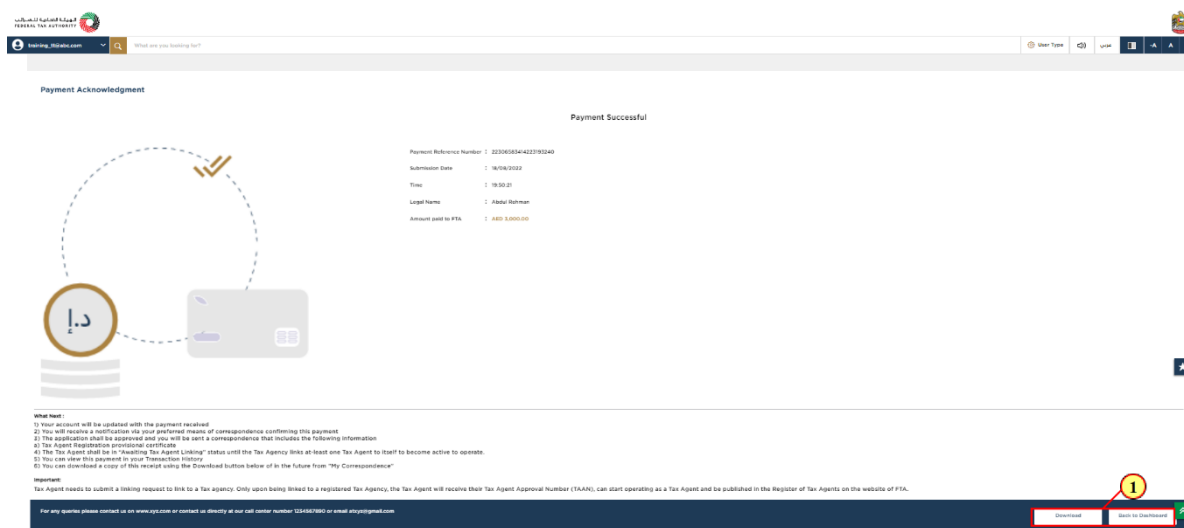 الهيئة الاتحادية للضرائب
FEDERAL TAX AUTHORITY
What are you looking for?
User Type
عربي
-A A
Payment Acknowledgment
Payment Successful
Payment Reference Number : 
Submission Date : 16/09/2022
Time : 19:50:21
Legal Name : Abdul Rehman
Amount paid to FTA : AED 3,000.00
د.إ
What Next :
1) Your account will be updated with the payment received
2) You will receive a notification via your preferred means of correspondence confirming this payment
3) The application shall be approved and you will be sent a correspondence that includes the following information
a) Tax Agent Registration provisional certificate
4) The Tax Agent shall be in "Awaiting Tax Agent Linking" status until the Tax Agency links at-least one Tax Agent to itself to become active to operate.
5) You can view this payment in your Transaction History
6) You can download a copy of this receipt using the Download button below of in the future from "My Correspondence"
Important:
Tax Agent needs to submit a linking request to link to a Tax agency. Only upon being linked to a registered Tax Agency, the Tax Agent will receive their Tax Agent Approval Number (TAAN), can start operating as a Tax Agent and be published in the Register of Tax Agents on the website of FTA.
1
For any queries please contact us on www.xyz.com or contact us directly at our call center number 1234567890 or email
Download
Back to Dashboard